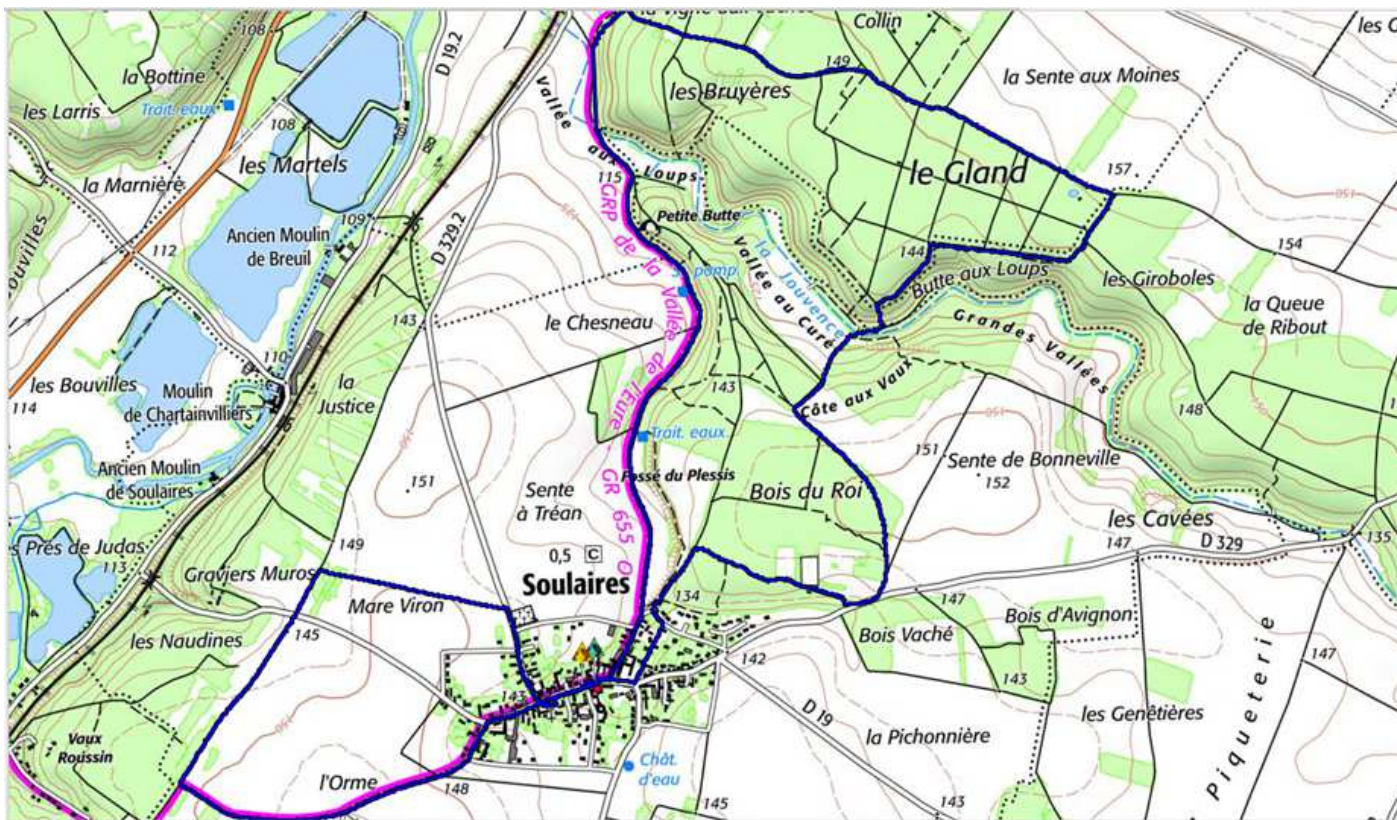 108
D 19.2
la Vigne aux
Collin
149
la Bottine
les Larris
Trait. eaux
108
les Bruyères
la Sente aux Moines
Vallée
aux
Loups
les Martels
la Marnière
115
le Gland
157
150
109
D 329.2
Petite Butte
135
112
Ancien Moulin
de Breuil
144
154
Butte aux Loups
les Giroboles
pomp.
Vallée au Curé
la Jouvence
la Queue
de Ribout
143
le Chesneau
Grandes Vallées
110
les Bouvilles
la
Justice
Moulin
de Chartainvilliers
114
143
Côte aux Vaux
148
150
GRP de la Vallée de l'Eure - GR 655 O
Trait. eaux
151
Sente de Bonneville
152
Ancien Moulin
de Soulaires
151
Fossé du Plessis
Bois du Roi
Sente
à Tréan
les Cavées
147
D 329
135
Prés de Judas
113
149
0,5 C
Graviers Muros
Soulaires
Mare Viron
134
147
Bois d'Avignon
les Naudines
145
Bois Vaché
142
147
143
143
D 19
les Genêtières
Piqueterie
Vaux
Roussin
150
la Pichonnière
l'Orme
148
Chât.
d'eau
145
143